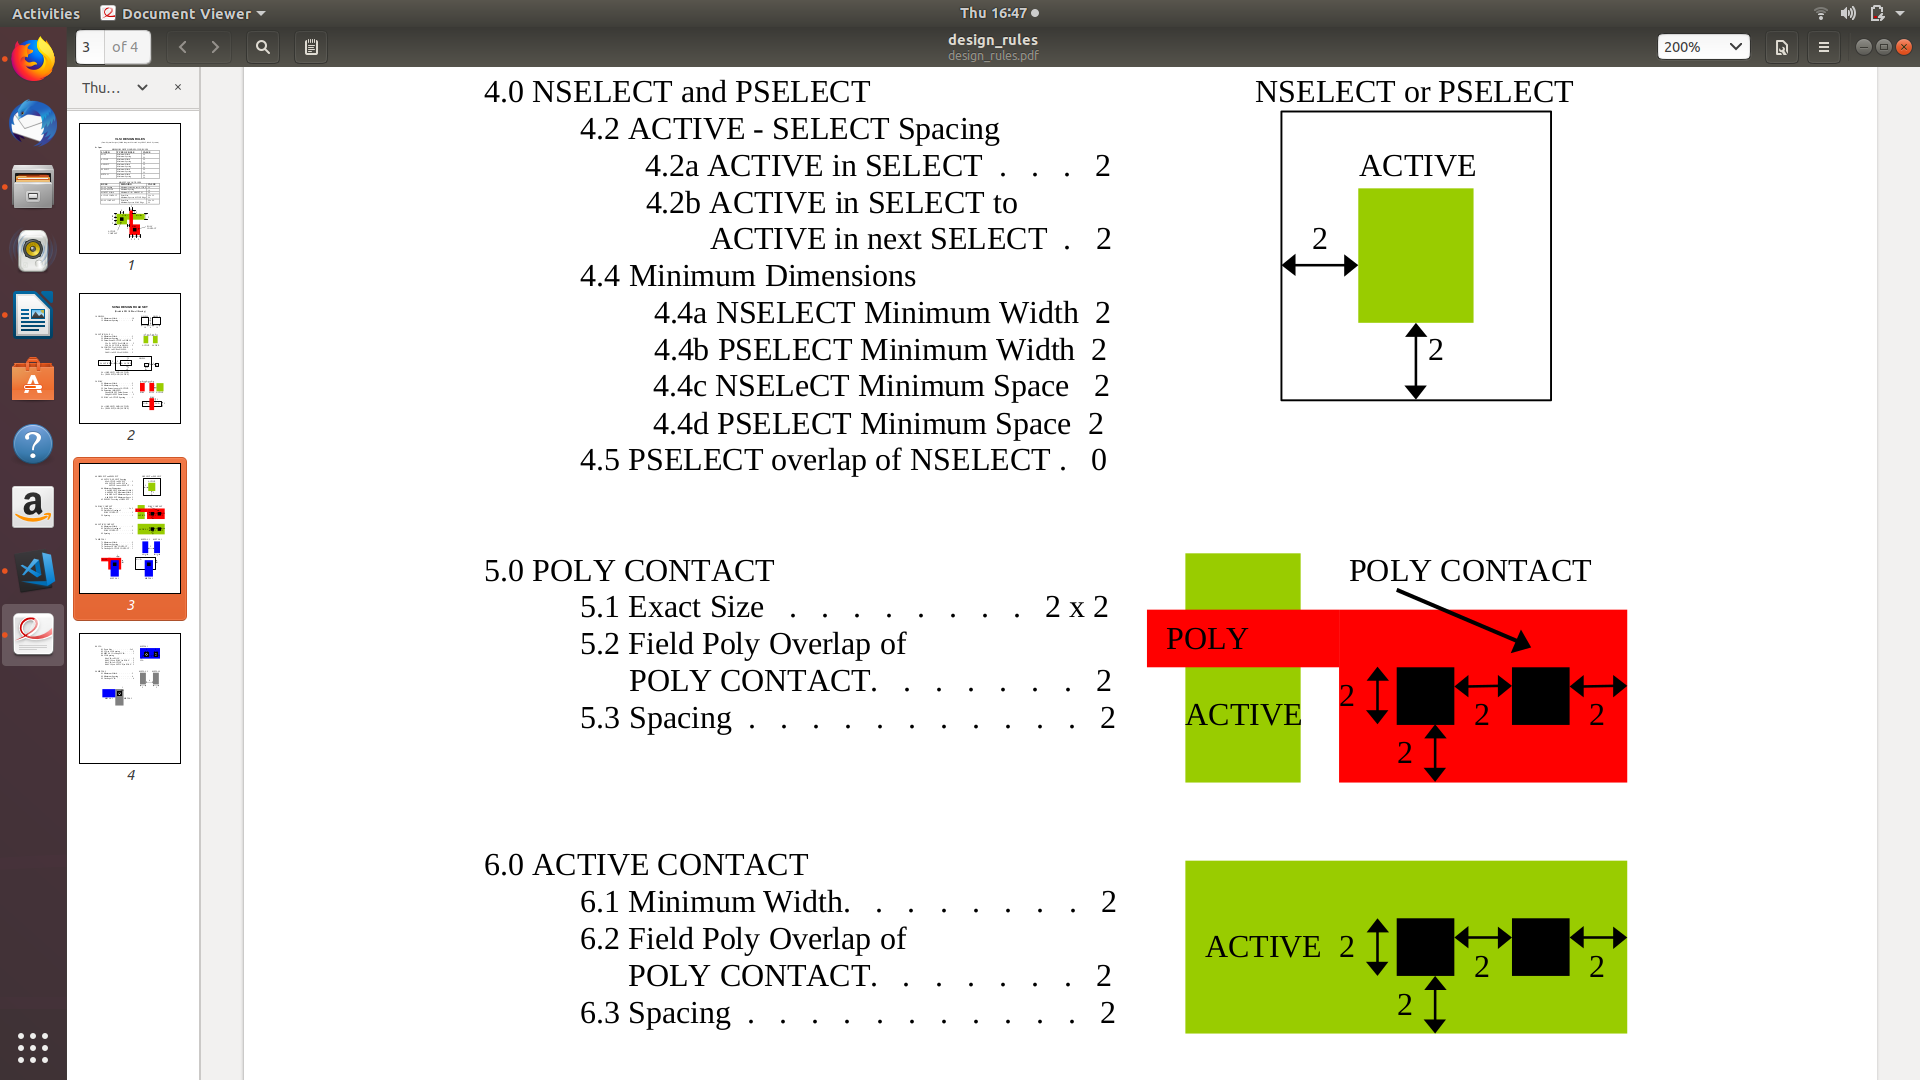 Activities Document Viewer Thu 16:47
3 of 4 design_rules 200%
design_rules.pdf
Thu...
1
2
3
4
4.0 NSELECT and PSELECT
4.2 ACTIVE - SELECT Spacing
4.2a ACTIVE in SELECT . . . 2
4.2b ACTIVE in SELECT to
ACTIVE in next SELECT . 2
4.4 Minimum Dimensions
4.4a NSELECT Minimum Width 2
4.4b PSELECT Minimum Width 2
4.4c NSELeCT Minimum Space 2
4.4d PSELECT Minimum Space 2
4.5 PSELECT overlap of NSELECT . 0
NSELECT or PSELECT
ACTIVE
2
2
5.0 POLY CONTACT
5.1 Exact Size . . . . . . . . 2 x 2
5.2 Field Poly Overlap of
POLY CONTACT. . . . . . . 2
5.3 Spacing . . . . . . . . . . . 2
POLY CONTACT
POLY
ACTIVE
2
2
2
2
6.0 ACTIVE CONTACT
6.1 Minimum Width. . . . . . . . 2
6.2 Field Poly Overlap of
POLY CONTACT. . . . . . . 2
6.3 Spacing . . . . . . . . . . . 2
ACTIVE 2
2
2
2